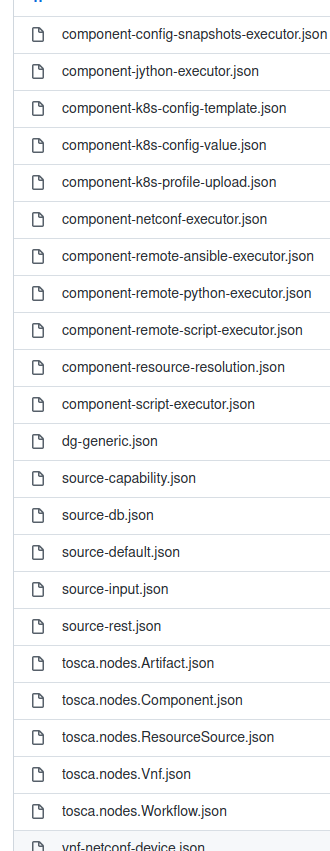 component-config-snapshots-executor.json
component-jython-executor.json
component-k8s-config-template.json
component-k8s-config-value.json
component-k8s-profile-upload.json
component-netconf-executor.json
component-remote-ansible-executor.json
component-remote-python-executor.json
component-remote-script-executor.json
component-resource-resolution.json
component-script-executor.json
dg-generic.json
source-capability.json
source-db.json
source-default.json
source-input.json
source-rest.json
tosca.nodes.Artifact.json
tosca.nodes.Component.json
tosca.nodes.ResourceSource.json
tosca.nodes.Vnf.json
tosca.nodes.Workflow.json
vnf-netconf-device.json